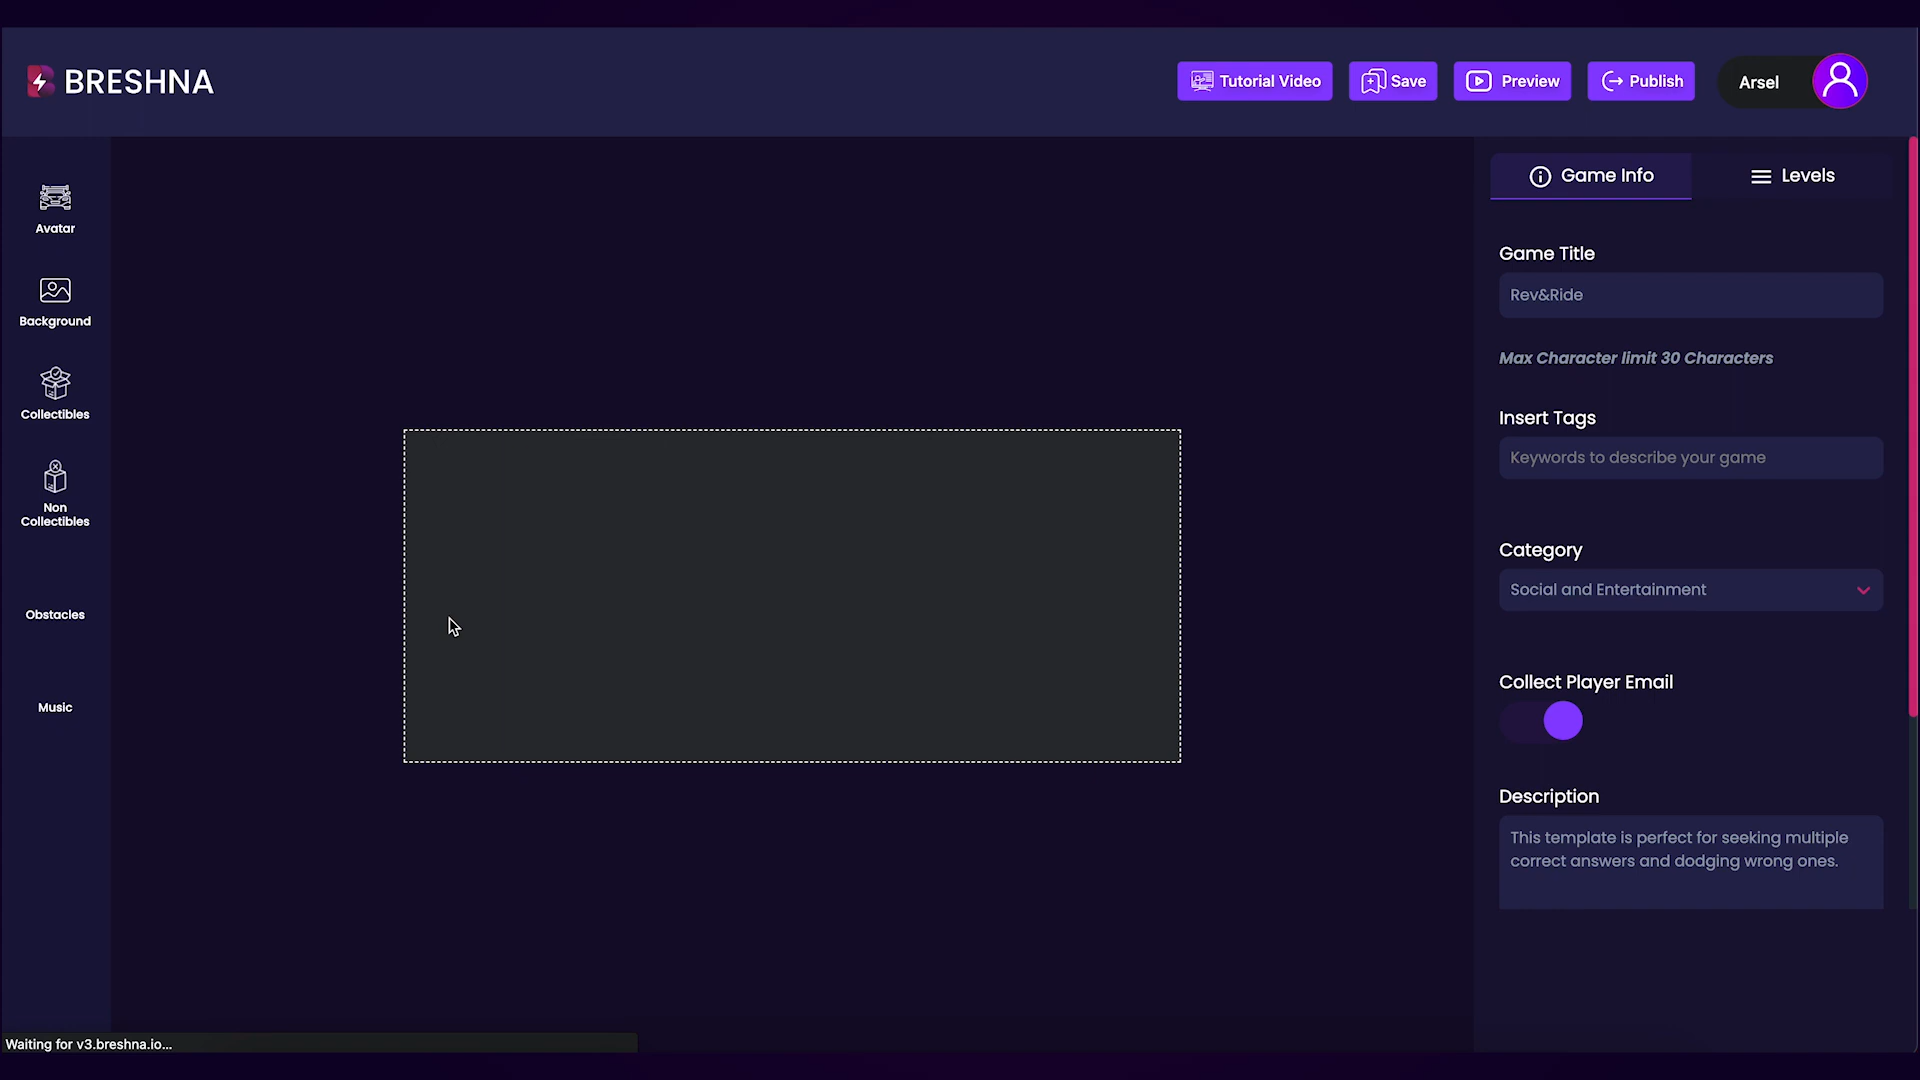 BRESHNA
Tutorial Video
Save
Preview
Publish
Arsel
Avatar
Background
Collectibles
Non
Collectibles
Obstacles
Music
Game Info
Levels
Game Title
Rev&Ride
Max Character limit 30 Characters
Insert Tags
Keywords to describe your game
Category
Social and Entertainment
Collect Player Email
Description
This template is perfect for seeking multiple
correct answers and dodging wrong ones.
Waiting for v3.breshna.io...